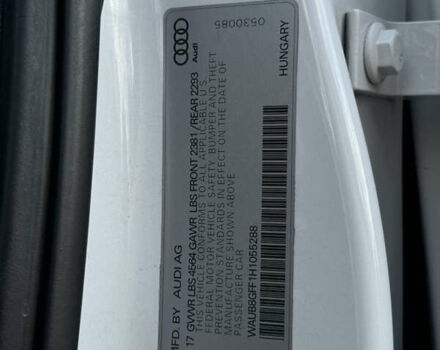 MFD. BY AUDI AG
17 GVWR LBS 4564 GAWR LBS FRONT 2381 /REAR 2293
THIS VEHICLE CONFORMS TO ALL APPLICABLE U.S.
FEDERAL MOTOR VEHICLE SAFETY, BUMPER AND THEFT
PREVENTION STANDARDS IN EFFECT ON THE DATE OF
MANUFACTURE SHOWN ABOVE
PASSENGER CAR
WAUB8GFF1H1055288
HUNGARY
Audi
0530085